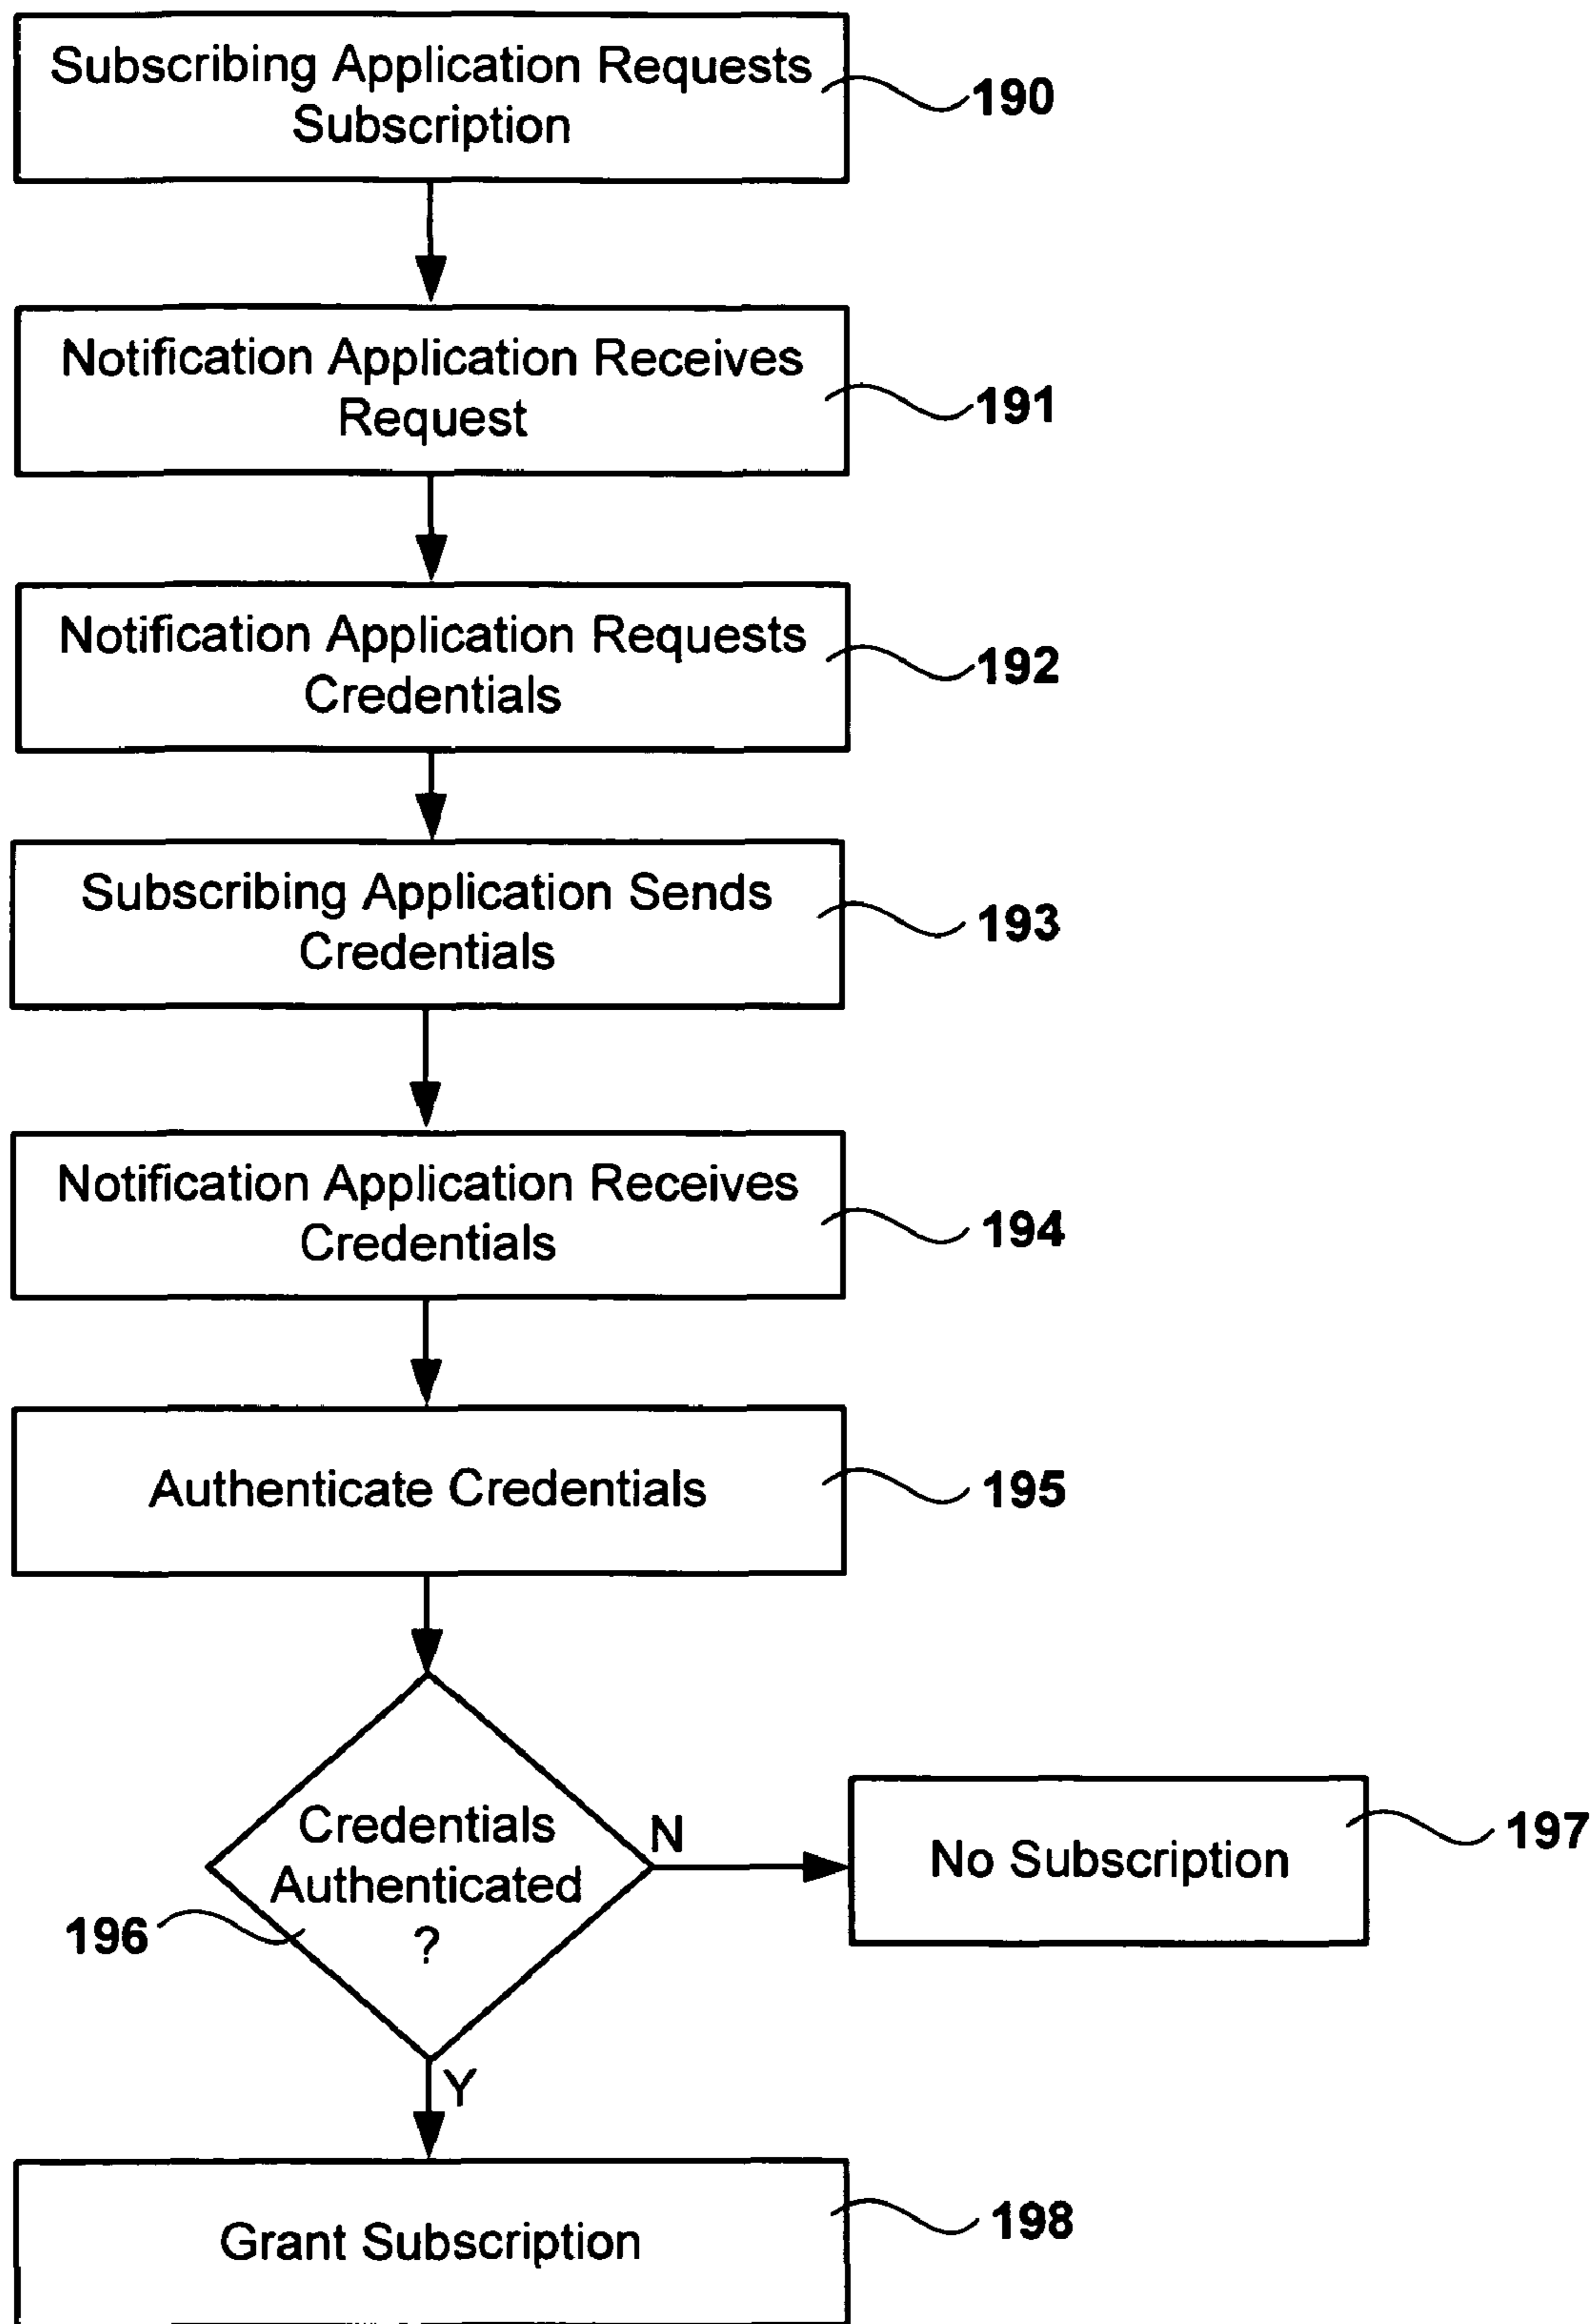 Subscribing Application Requests
Subscription
190
Notification Application Receives
Request
191
Notification Application Requests
Credentials
192
Subscribing Application Sends
Credentials
193
Notification Application Receives
Credentials
194
Authenticate Credentials
195
Credentials
Authenticated
?
196
N
No Subscription
197
Y
Grant Subscription
198